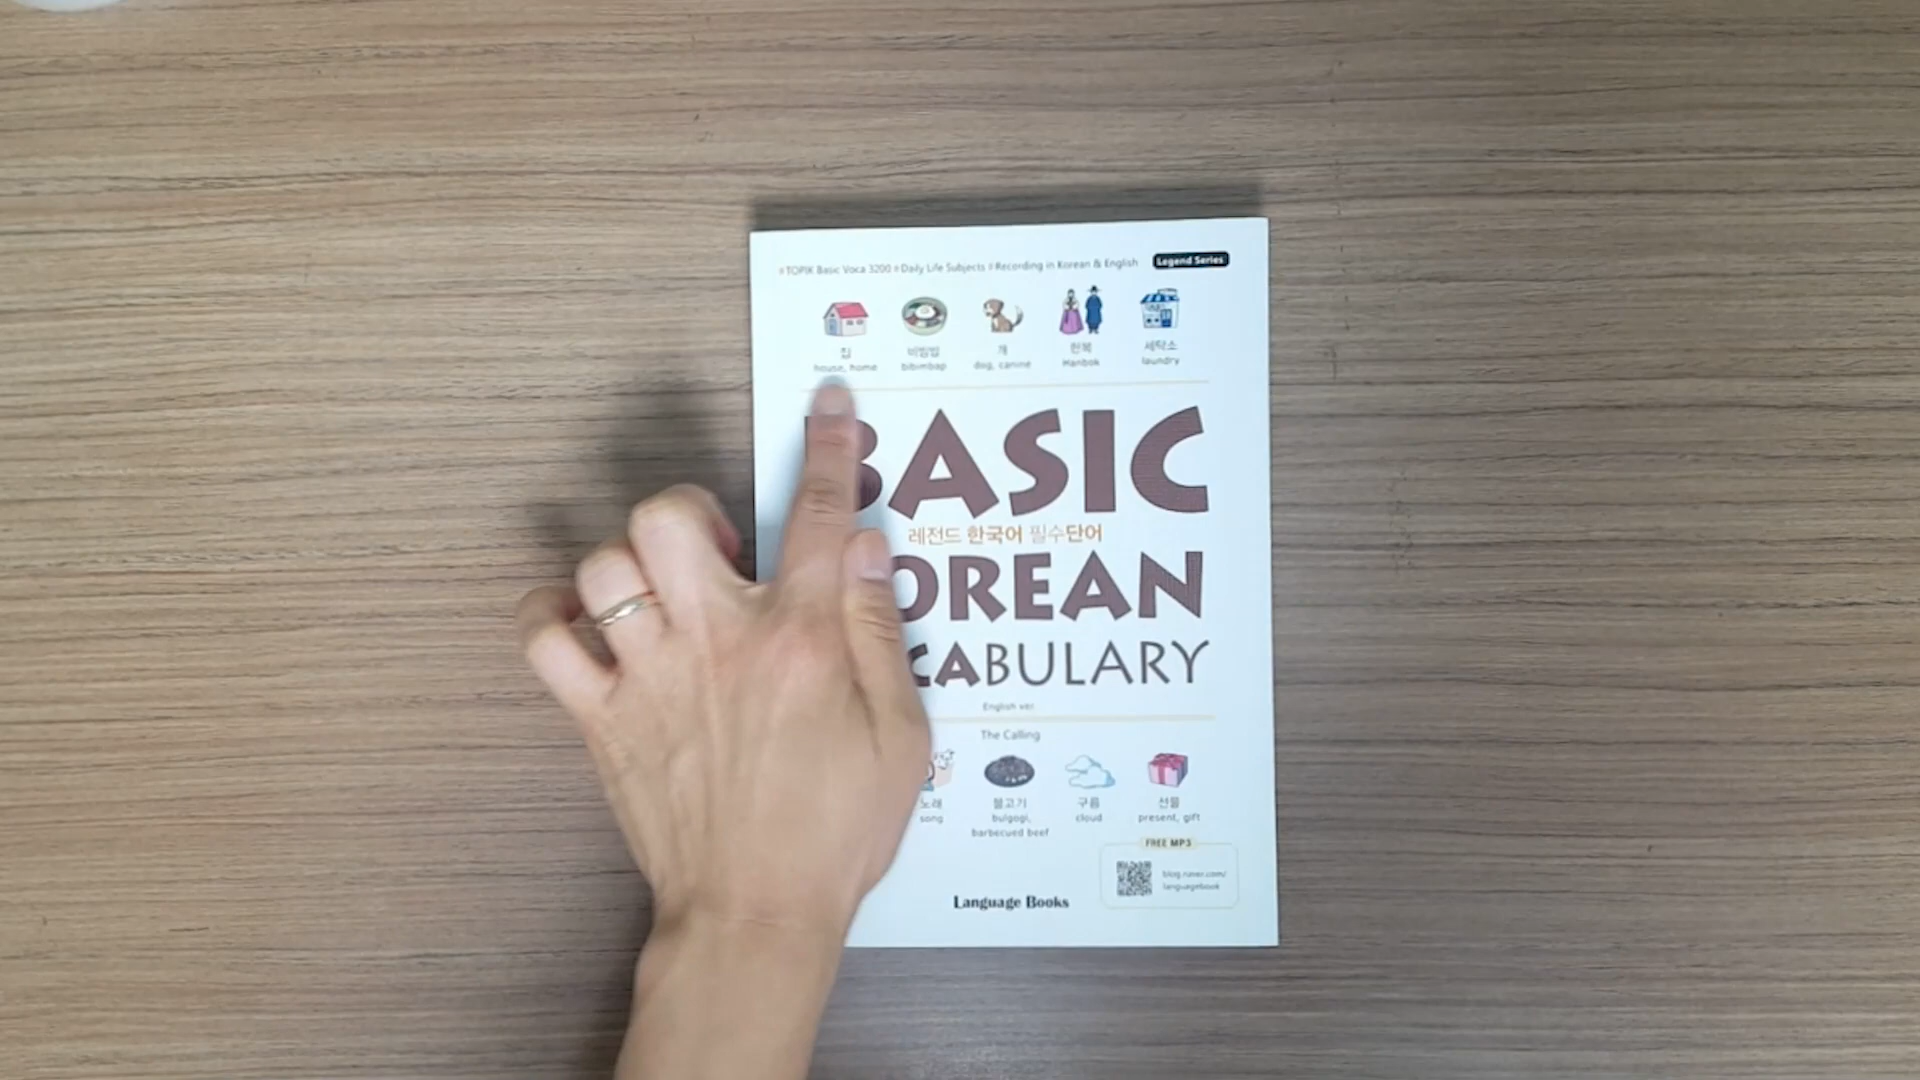 #TOPIK Basic Voca 3200 #Daily Life Subjects #Recording in Korean & English Legend Series
집 비빔밥 개 한복 세탁소
house, home bibimbap dog, canine Hanbok laundry
BASIC
레전드 한국어 필수단어
OREAN
CABULARY
English ver.
The Calling
노래 불고기 구름 선물
song bulgogi, cloud present, gift
barbecued beef
FREE MP3
blog.naver.com/
languagebook
Language Books